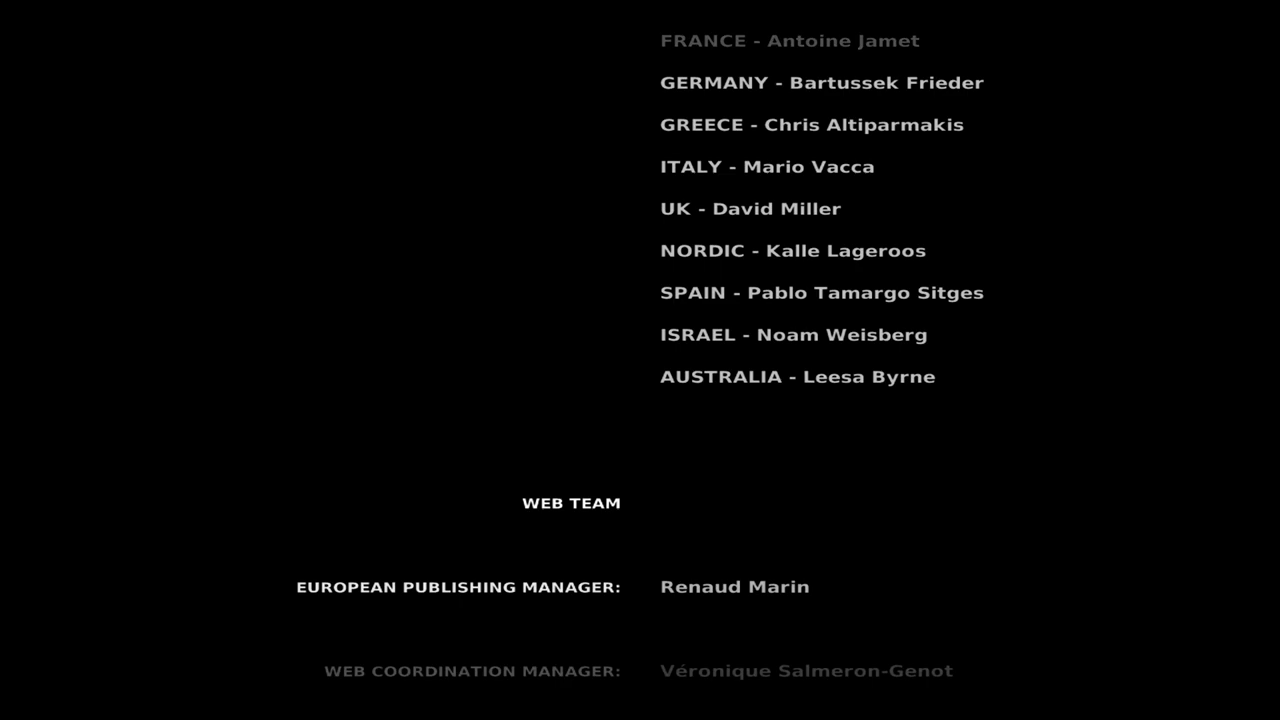 FRANCE - Antoine Jamet
GERMANY - Bartussek Frieder
GREECE - Chris Altiparmakis
ITALY - Mario Vacca
UK - David Miller
NORDIC - Kalle Lageroos
SPAIN - Pablo Tamargo Sitges
ISRAEL - Noam Weisberg
AUSTRALIA - Leesa Byrne
WEB TEAM
EUROPEAN PUBLISHING MANAGER: Renaud Marin
WEB COORDINATION MANAGER: Véronique Salmeron-Genot